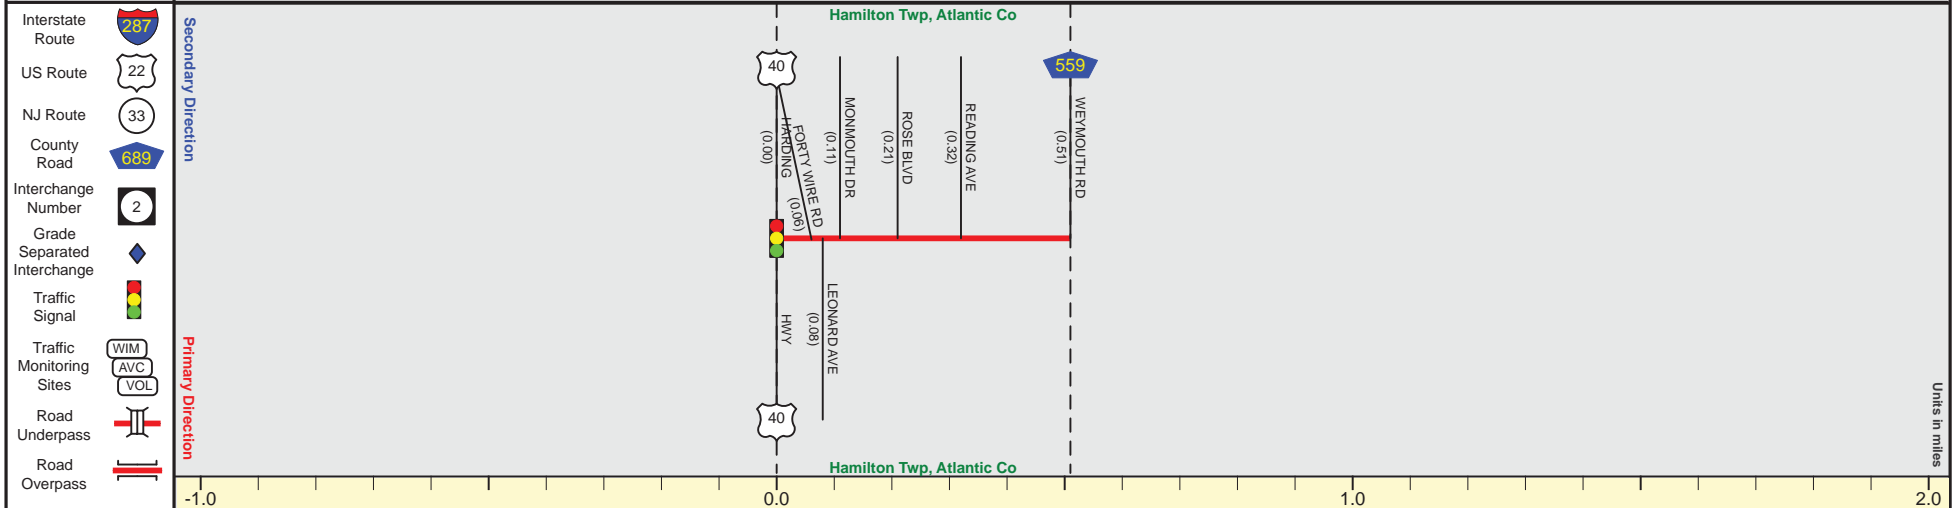 Interstate
Route
287
US Route
22
NJ Route
33
County
Road
689
Interchange
Number
2
Grade
Separated
Interchange
Traffic
Signal
Traffic
Monitoring
Sites
WIM
AVC
VOL
Road
Underpass
Road
Overpass
Secondary Direction
Primary Direction
Hamilton Twp, Atlantic Co
40
HARDING
(0.00)
FORTY WIRE RD
(0.06)
MONMOUTH DR
(0.11)
ROSE BLVD
(0.21)
READING AVE
(0.32)
559
WEYMOUTH RD
(0.51)
HWY
LEONARD AVE
(0.08)
40
Hamilton Twp, Atlantic Co
Units in miles
-1.0
0.0
1.0
2.0